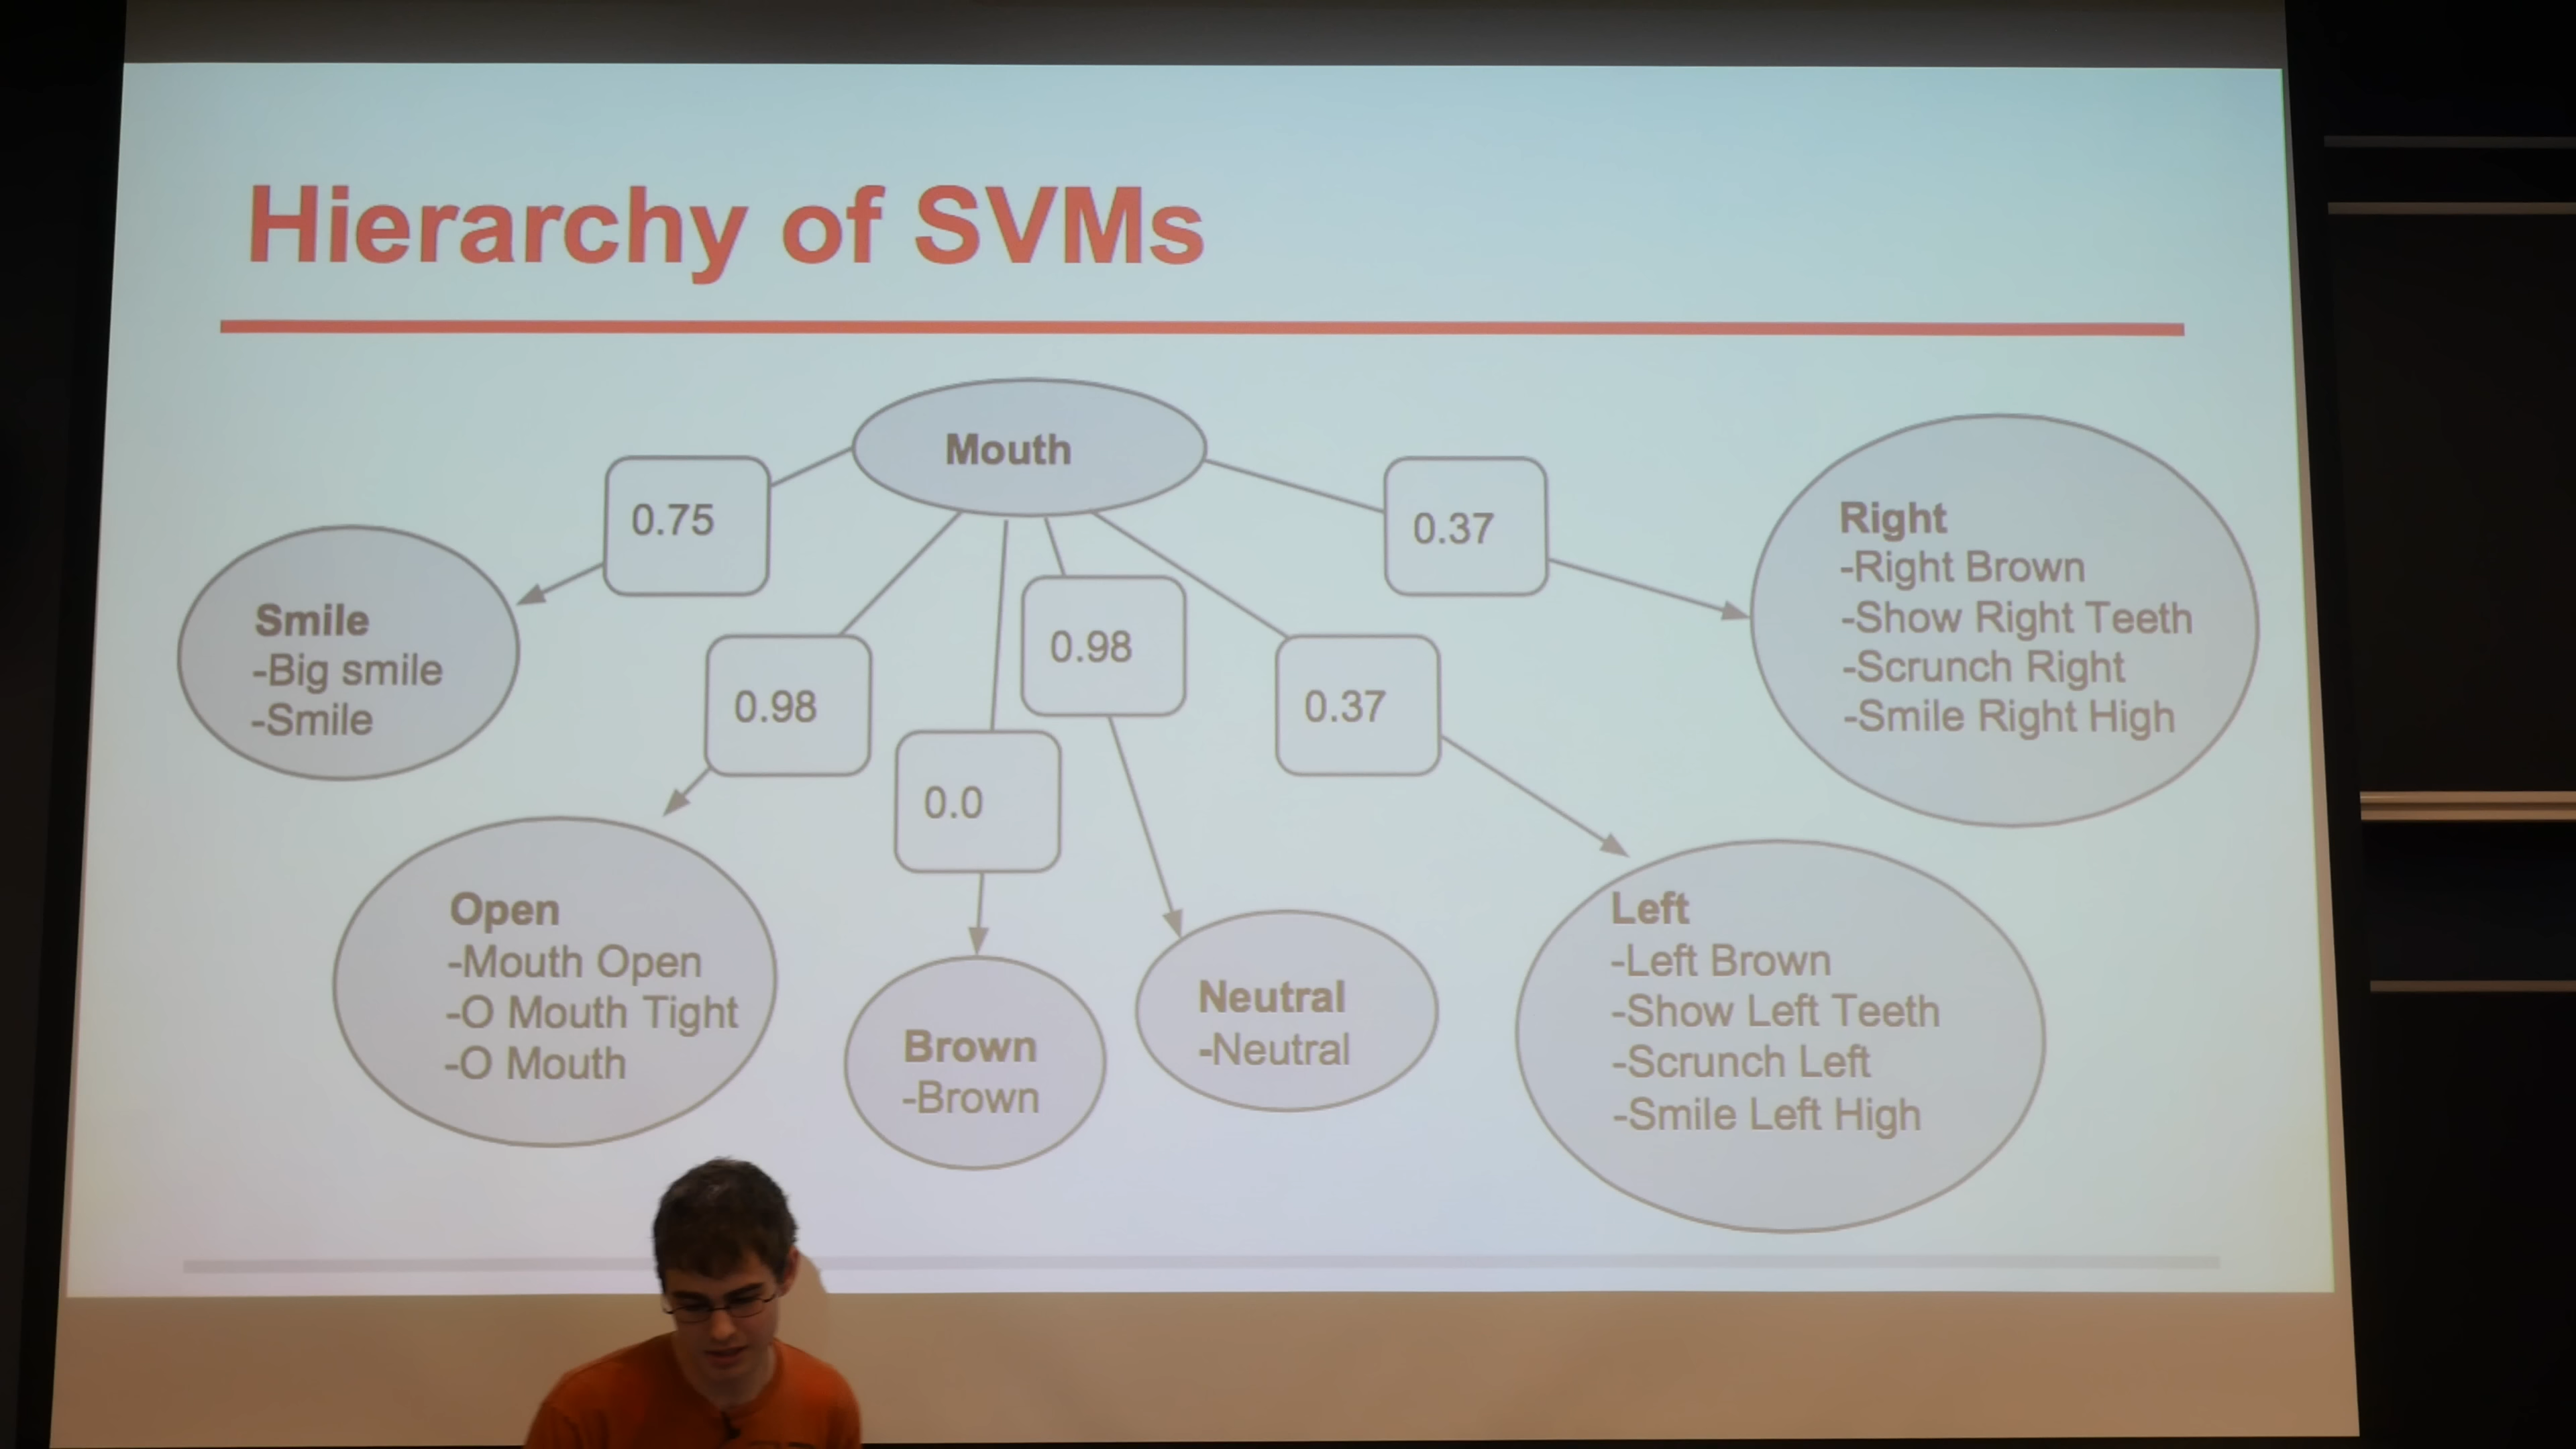 Hierarchy of SVMs
Mouth
0.75
0.37
0.98
0.98
0.37
0.0
Smile
-Big smile
-Smile
Open
-Mouth Open
-O Mouth Tight
-O Mouth
Brown
-Brown
Neutral
-Neutral
Left
-Left Brown
-Show Left Teeth
-Scrunch Left
-Smile Left High
Right
-Right Brown
-Show Right Teeth
-Scrunch Right
-Smile Right High